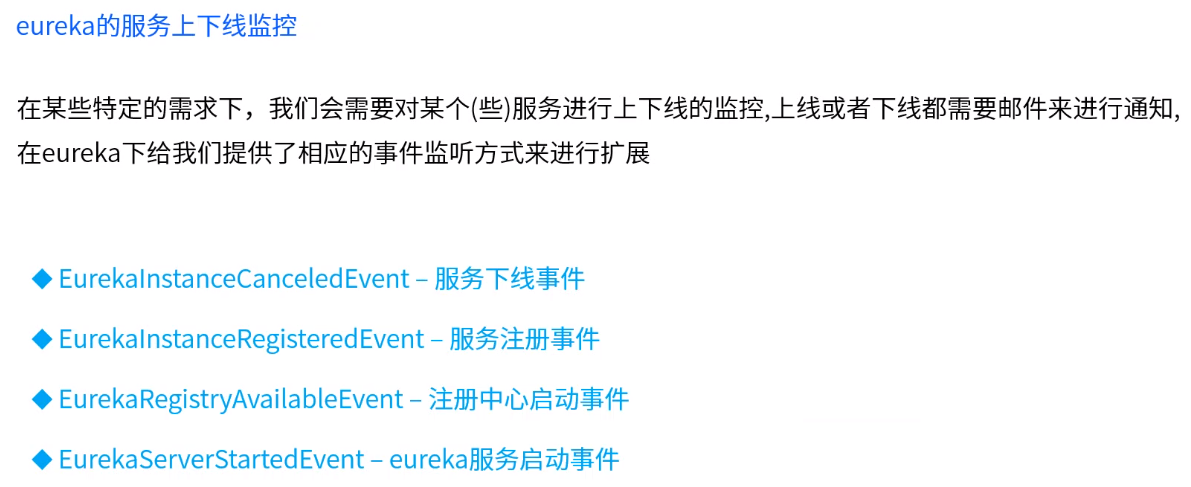 eureka的服务上下线监控
在某些特定的需求下，我们会需要对某个(些)服务进行上下线的监控,上线或者下线都需要邮件来进行通知,
在eureka下给我们提供了相应的事件监听方式来进行扩展
◆ EurekaInstanceCanceledEvent – 服务下线事件
◆ EurekaInstanceRegisteredEvent – 服务注册事件
◆ EurekaRegistryAvailableEvent – 注册中心启动事件
◆ EurekaServerStartedEvent – eureka服务启动事件